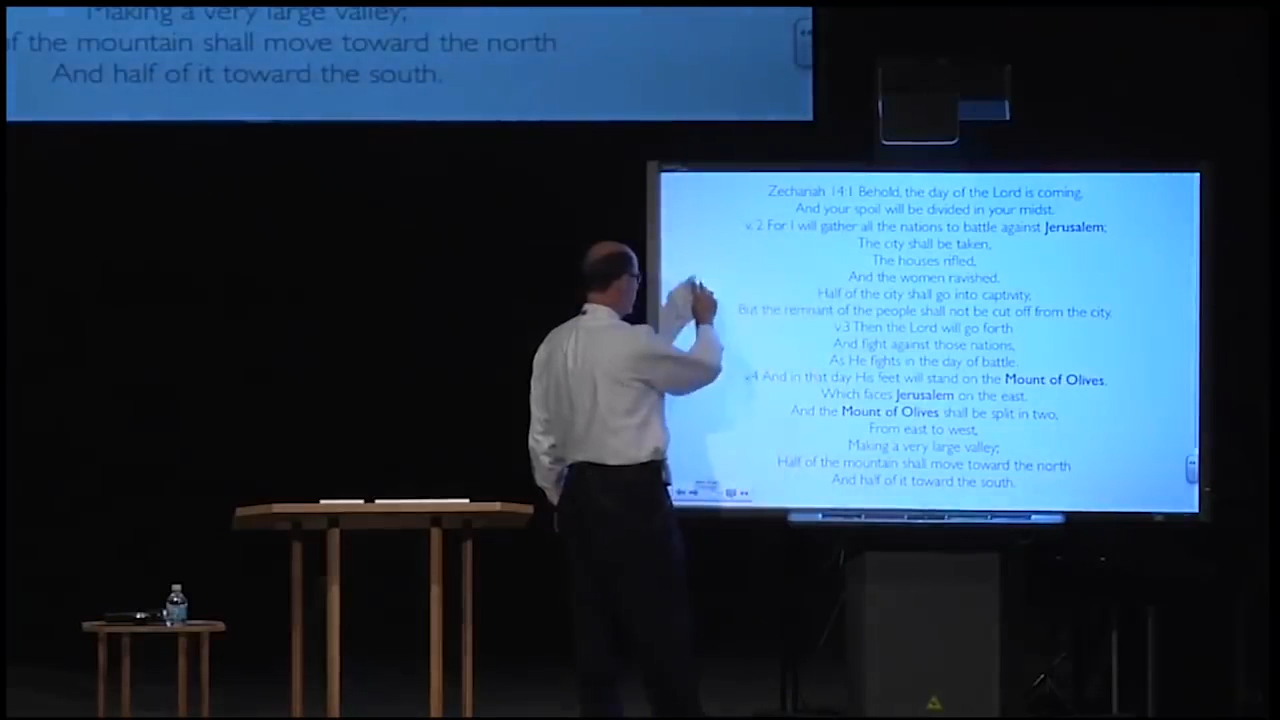 Making a very large valley;
of the mountain shall move toward the north
And half of it toward the south.
Zechariah 14:1 Behold, the day of the Lord is coming,
And your spoil will be divided in your midst.
v. 2 For I will gather all the nations to battle against Jerusalem;
The city shall be taken,
The houses rifled,
And the women ravished.
Half of the city shall go into captivity,
But the remnant of the people shall not be cut off from the city.
v.3 Then the Lord will go forth
And fight against those nations,
As He fights in the day of battle.
v.4 And in that day His feet will stand on the Mount of Olives,
Which faces Jerusalem on the east.
And the Mount of Olives shall be split in two,
From east to west,
Making a very large valley;
Half of the mountain shall move toward the north
And half of it toward the south.